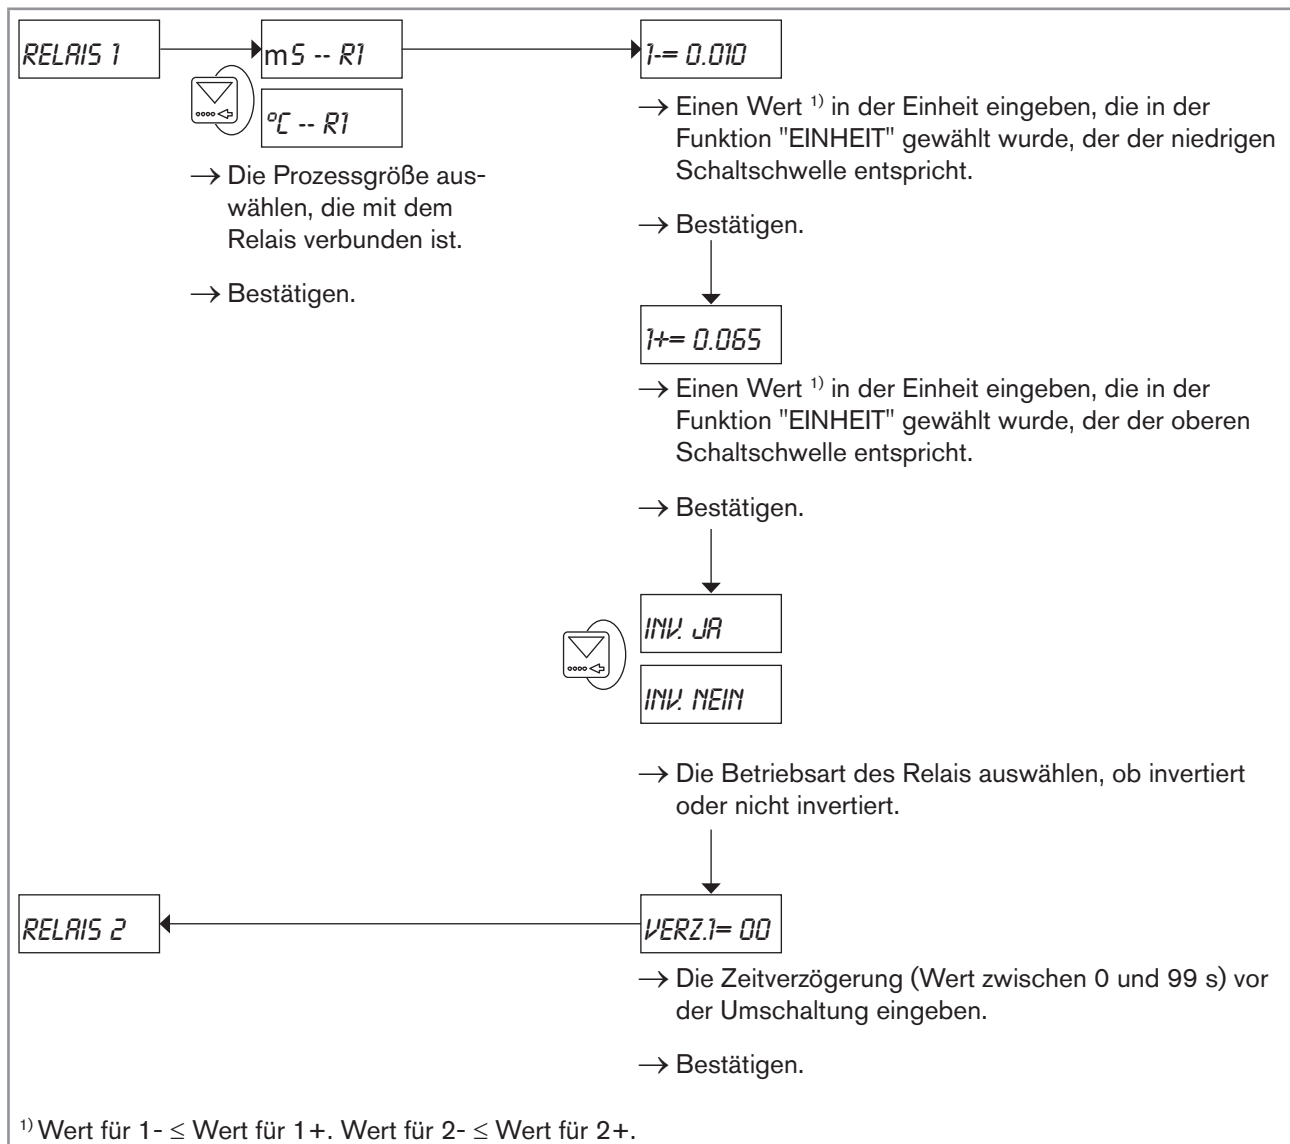 RELAIS 1
mS -- R1
°C -- R1
→ Die Prozessgröße aus-
wählen, die mit dem
Relais verbunden ist.
→ Bestätigen.
1-= 0.010
→ Einen Wert ¹⁾ in der Einheit eingeben, die in der
Funktion "EINHEIT" gewählt wurde, der der niedrigen
Schaltschwelle entspricht.
→ Bestätigen.
1+= 0.065
→ Einen Wert ¹⁾ in der Einheit eingeben, die in der
Funktion "EINHEIT" gewählt wurde, der der oberen
Schaltschwelle entspricht.
→ Bestätigen.
INV. JA
INV. NEIN
→ Die Betriebsart des Relais auswählen, ob invertiert
oder nicht invertiert.
RELAIS 2
VERZ.1= 00
→ Die Zeitverzögerung (Wert zwischen 0 und 99 s) vor
der Umschaltung eingeben.
→ Bestätigen.
¹⁾ Wert für 1- ≤ Wert für 1+. Wert für 2- ≤ Wert für 2+.